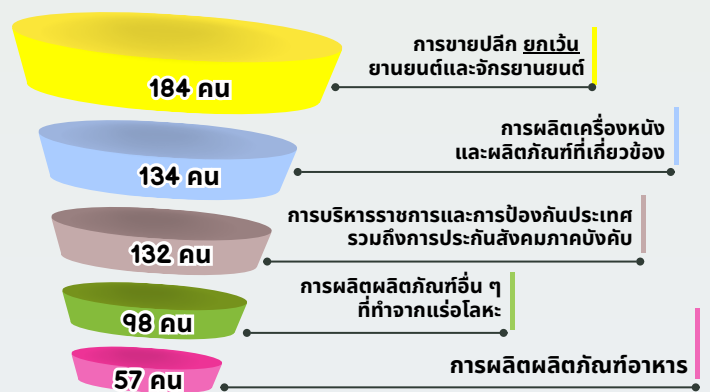 การขายปลีก ยกเว้น
ยานยนต์และจักรยานยนต์
184 คน
การผลิตเครื่องหนัง
และผลิตภัณฑ์ที่เกี่ยวข้อง
134 คน
การบริหารราชการและการป้องกันประเทศ
รวมถึงการประกันสังคมภาคบังคับ
132 คน
การผลิตผลิตภัณฑ์อื่น ๆ
ที่ทำจากแร่อโลหะ
98 คน
การผลิตผลิตภัณฑ์อาหาร
57 คน